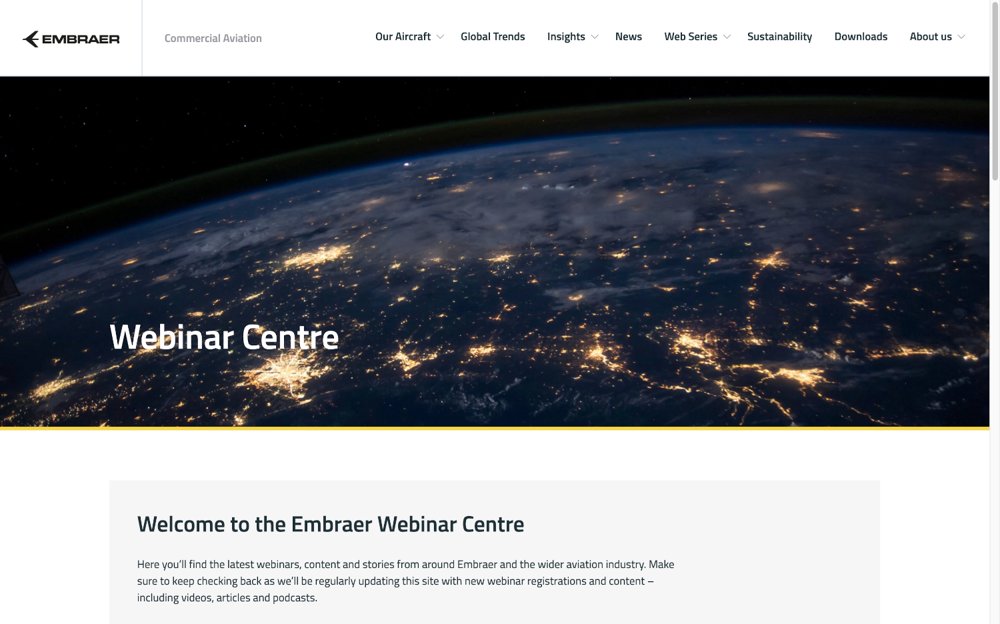 EMBRAER
Commercial Aviation
Our Aircraft
Global Trends
Insights
News
Web Series
Sustainability
Downloads
About us
Webinar Centre
Welcome to the Embraer Webinar Centre
Here you’ll find the latest webinars, content and stories from around Embraer and the wider aviation industry. Make
sure to keep checking back as we’ll be regularly updating this site with new webinar registrations and content –
including videos, articles and podcasts.